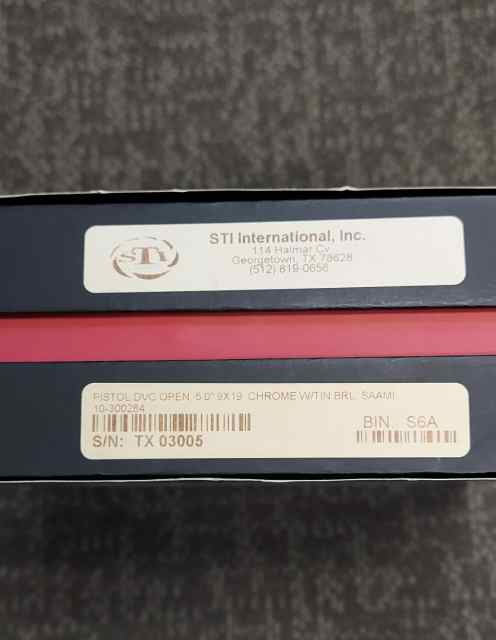 STI
STI International, Inc.
114 Halmar Cv
Georgetown, TX 78628
(512) 819-0656
PISTOL DVC OPEN 5.0" 9X19 CHROME W/TIN BRL, SAAMI
10-300284
S/N: TX 03005
BIN. S6A